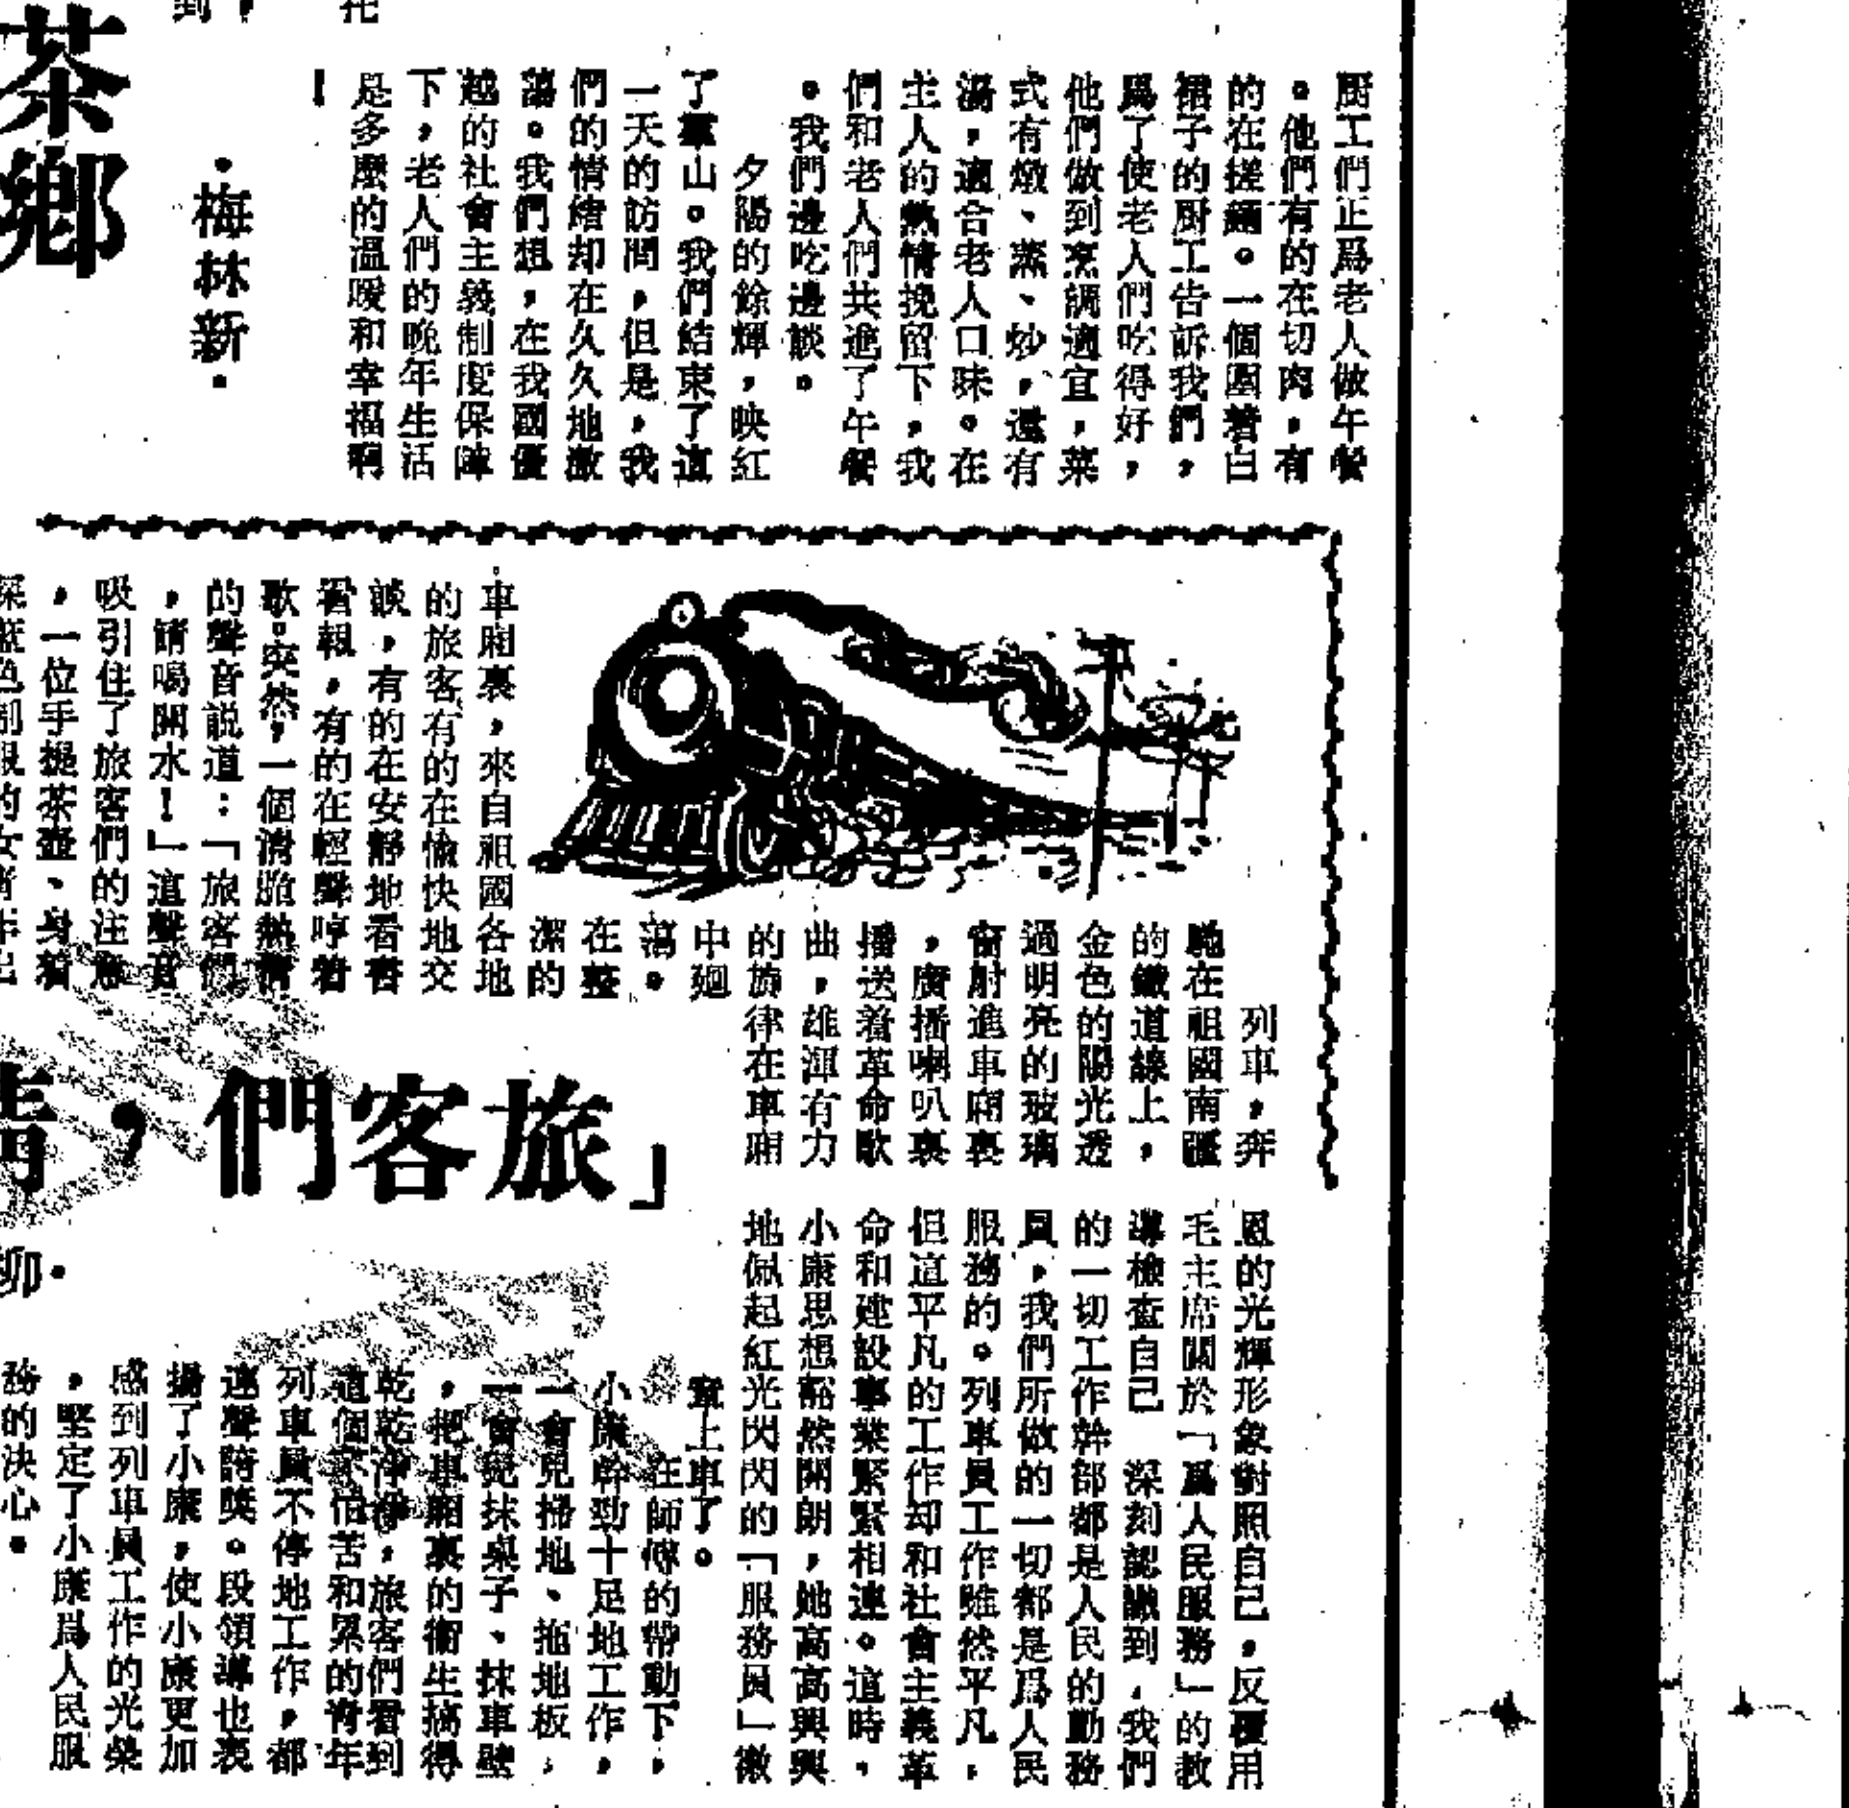 厨工們正爲老人做午餐
。他們有的在切肉，有
的在搓麵。一個圍着白
裙子的厨工告訴我們，
爲了使老人們吃得好，
他們做到烹調適宜，菜
式有燉、蒸、炒，還有
湯，適合老人口味。在
主人的熱情挽留下，我
們和老人們共進了午餐
。我們邊吃邊談。
夕陽的餘輝，映紅
了羣山。我們結束了這
一天的訪問，但是，我
們的情緒却在久久地激
蕩。我們想，在我國優
越的社會主義制度保障
下，老人們的晚年生活
是多麽的溫暖和幸福啊
！
·梅林新·
茶鄉
列車，奔
馳在祖國南疆
的鐵道綫上，
金色的陽光透
過明亮的玻璃
窗射進車廂裏
，廣播喇叭裏
播送着革命歌
曲，雄渾有力
的旋律在車廂
中廻
蕩。
在整
潔的
車廂裏，來自祖國各地
的旅客有的在愉快地交
談，有的在安靜地看書
看報，有的在輕聲哼着
歌。突然，一個清脆熱情
的聲音説道：「旅客們
，請喝開水！」這聲音
吸引住了旅客們的注意
，一位手提茶壺、身着
「旅客們，請
柳·
恩的光輝形象對照自己，反覆用
毛主席關於「爲人民服務」的教
導檢查自己 深刻認識到，我們
的一切工作幹部都是人民的勤務
員，我們所做的一切都是爲人民
服務的。列車員工作雖然平凡，
但這平凡的工作却和社會主義革
命和建設事業緊緊相連。這時，
小康思想豁然開朗，她高高興興
地佩起紅光閃閃的「服務員」徽
章上車了。
在師傅的帶動下，
小康幹勁十足地工作，
一會兒掃地、拖地板，
一會兒抹桌子、抹車壁
，把車廂裏的衞生搞得
乾乾淨淨，旅客們看到
這個不怕苦和累的青年
列車員不停地工作，都
連聲誇奬。段領導也表
揚了小康，使小康更加
感到列車員工作的光榮
，堅定了小康爲人民服
務的決心。